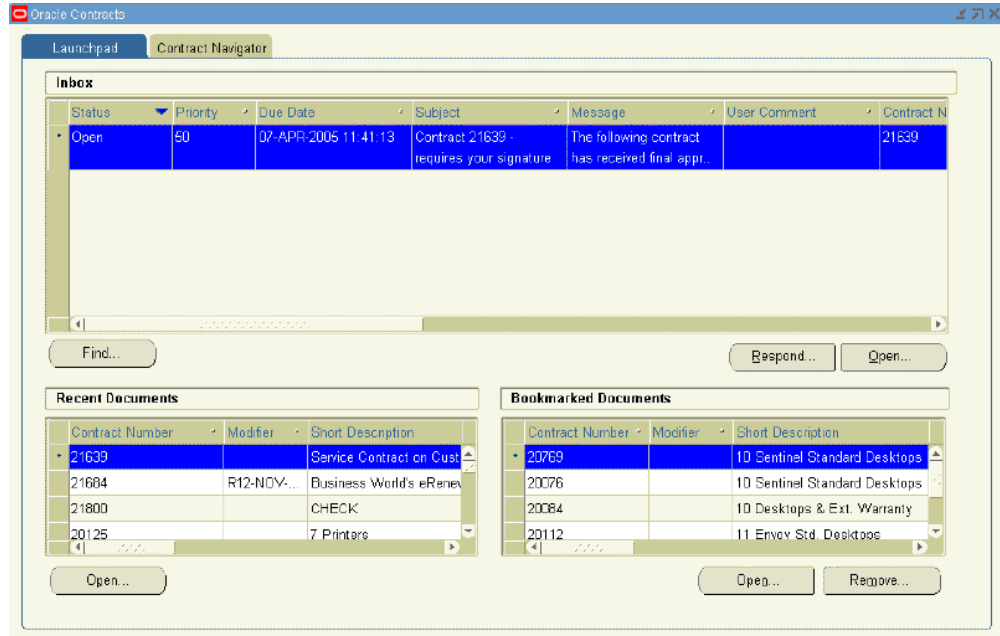 Oracle Contracts
Launchpad Contract Navigator
Inbox
Status Priority Due Date Subject Message User Comment Contract N
Open 50 07-APR-2005 11:41:13 Contract 21639 - The following contract 21639
requires your signature has received final appr..
Find... Respond... Open...
Recent Documents Bookmarked Documents
Contract Number Modifier Short Description Contract Number Modifier Short Description
21639 Service Contract on Cust 20769 10 Sentinel Standard Desktops
21684 R12-NOV-... Business World's eRenew 20076 10 Sentinel Standard Desktops
21800 CHECK 20084 10 Desktops & Ext. Warranty
20125 7 Printers 20112 11 Envoy Std. Desktops
Open... Open... Remove...